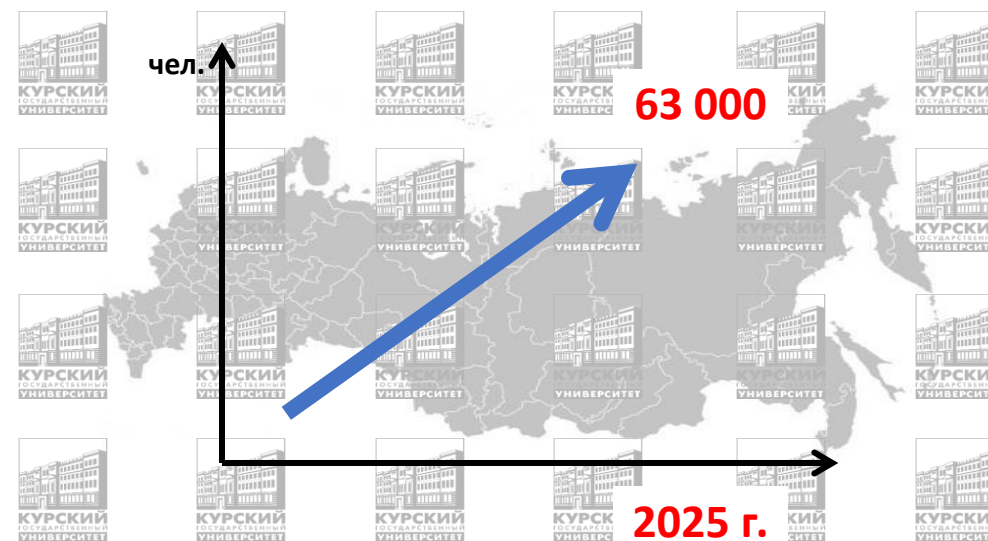 чел.
63 000
2025 г.
КУРСКИЙ
ГОСУДАРСТВЕННЫЙ
УНИВЕРСИТЕТ